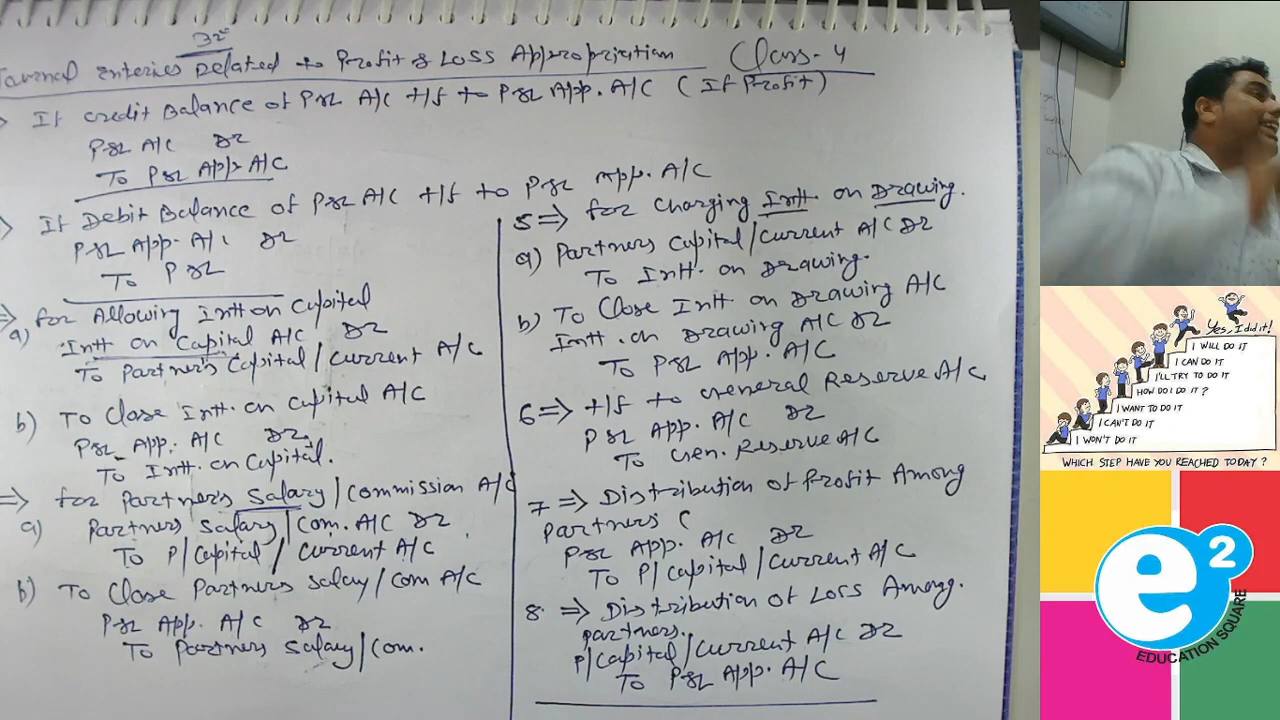 Journal Enteries Related to Profit & Loss Appropriation Class-4
If credit Balance of P&L A/C t/f to P&L App. A/C (If Profit)
P&L A/C Dr
To P&L App. A/C
If Debit Balance of P&L A/C t/f to P&L App. A/C
P&L App. A/C Dr
To P&L
=> for Allowing Intt on capital
a) Intt on Capital A/C Dr
To Partner's Capital/Current A/C
b) To Close Intt. on capital A/C
P&L App. A/C Dr
To Intt. on Capital.
=> for Partner's Salary/Commission A/C
a) Partners Salary/Com. A/C Dr
To P/Capital/Current A/C
b) To Close Partners Salary/Com A/C
P&L App. A/C Dr
To Partners Salary/Com.
5=> for charging Intt on Drawing.
a) Partners Capital/Current A/C Dr
To Intt. on Drawing.
b) To Close Intt on Drawing A/C
Intt. on Drawing A/C Dr
To P&L App. A/C
6=> t/f to General Reserve A/C
P&L App. A/C Dr
To Gen. Reserve A/C
7=> Distribution of Profit Among
Partners (
P&L App. A/C Dr
To P/Capital/Current A/C
8. => Distribution of Loss Among.
partners.
P/Capital/Current A/C Dr
To P&L App. A/C
Yes, I did it!
I WILL DO IT
I CAN DO IT
I'LL TRY TO DO IT
HOW DO I DO IT?
I WANT TO DO IT
I CAN'T DO IT
I WON'T DO IT
WHICH STEP HAVE YOU REACHED TODAY?
e2
EDUCATION SQUARE